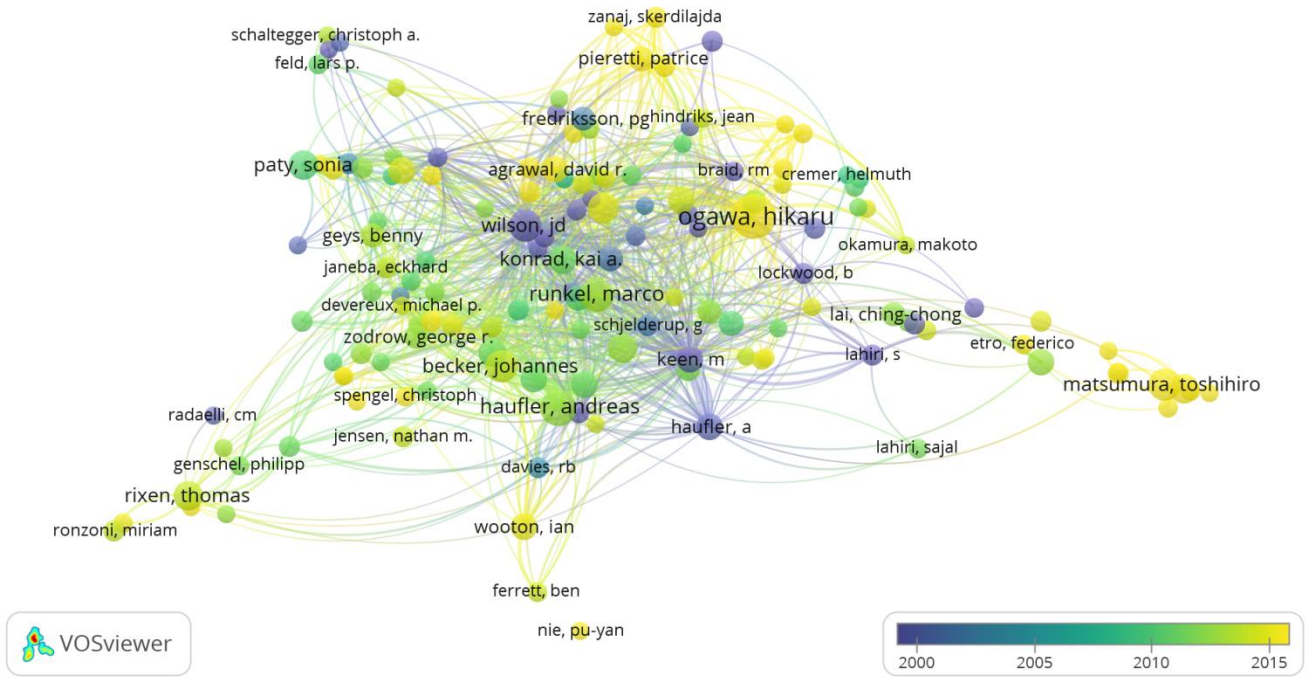 zanaj, skerdilajda
schaltegger, christoph a.
pieretti, patrice
feld, lars p.
fredriksson, pg
hindriks, jean
paty, sonia
agrawal, david r.
braid, rm
cremer, helmuth
ogawa, hikaru
wilson, jd
geys, benny
okamura, makoto
konrad, kai a.
janeba, eckhard
lockwood, b
runkel, marco
devereux, michael p.
lai, ching-chong
schjelderup, g
zodrow, george r.
etro, federico
keen, m
lahiri, s
becker, johannes
matsumura, toshihiro
spengel, christoph
haufler, andreas
radaelli, cm
haufler, a
jensen, nathan m.
lahiri, sajal
genschel, philipp
davies, rb
rixen, thomas
wooton, ian
ronzoni, miriam
ferrett, ben
nie, pu-yan
VOSviewer
2000 2005 2010 2015